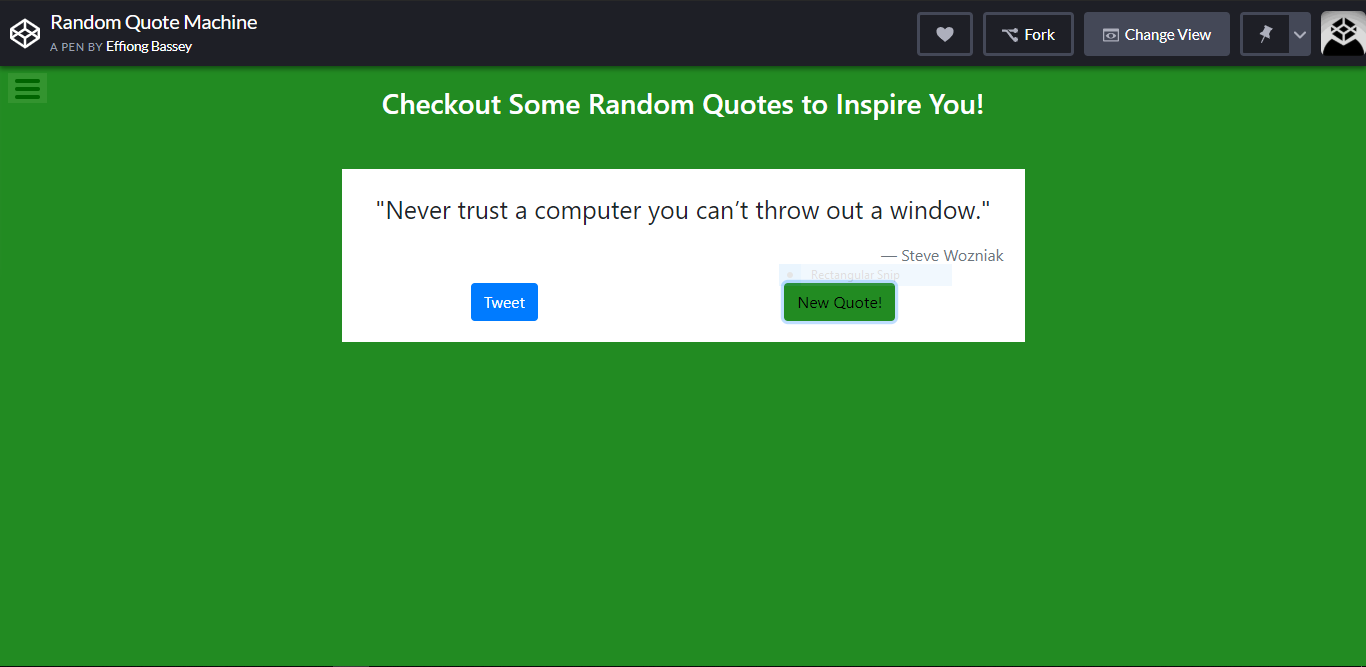 Random Quote Machine
A PEN BY Effiong Bassey
Fork
Change View
Checkout Some Random Quotes to Inspire You!
"Never trust a computer you can’t throw out a window."
— Steve Wozniak
Rectangular Snip
Tweet
New Quote!